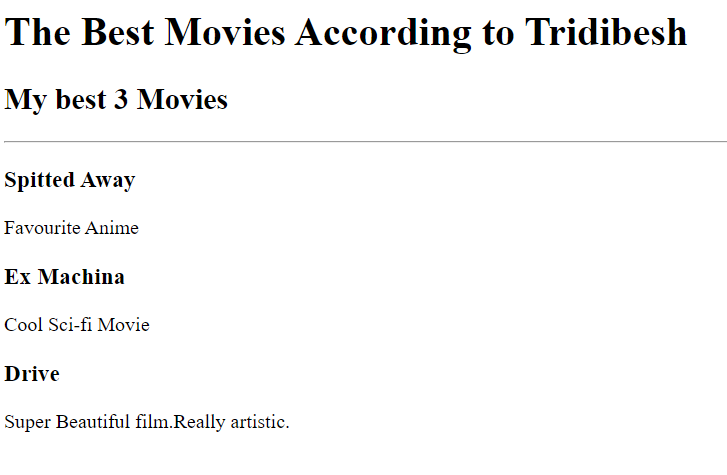 The Best Movies According to Tridibesh
My best 3 Movies
Spitted Away
Favourite Anime
Ex Machina
Cool Sci-fi Movie
Drive
Super Beautiful film.Really artistic.